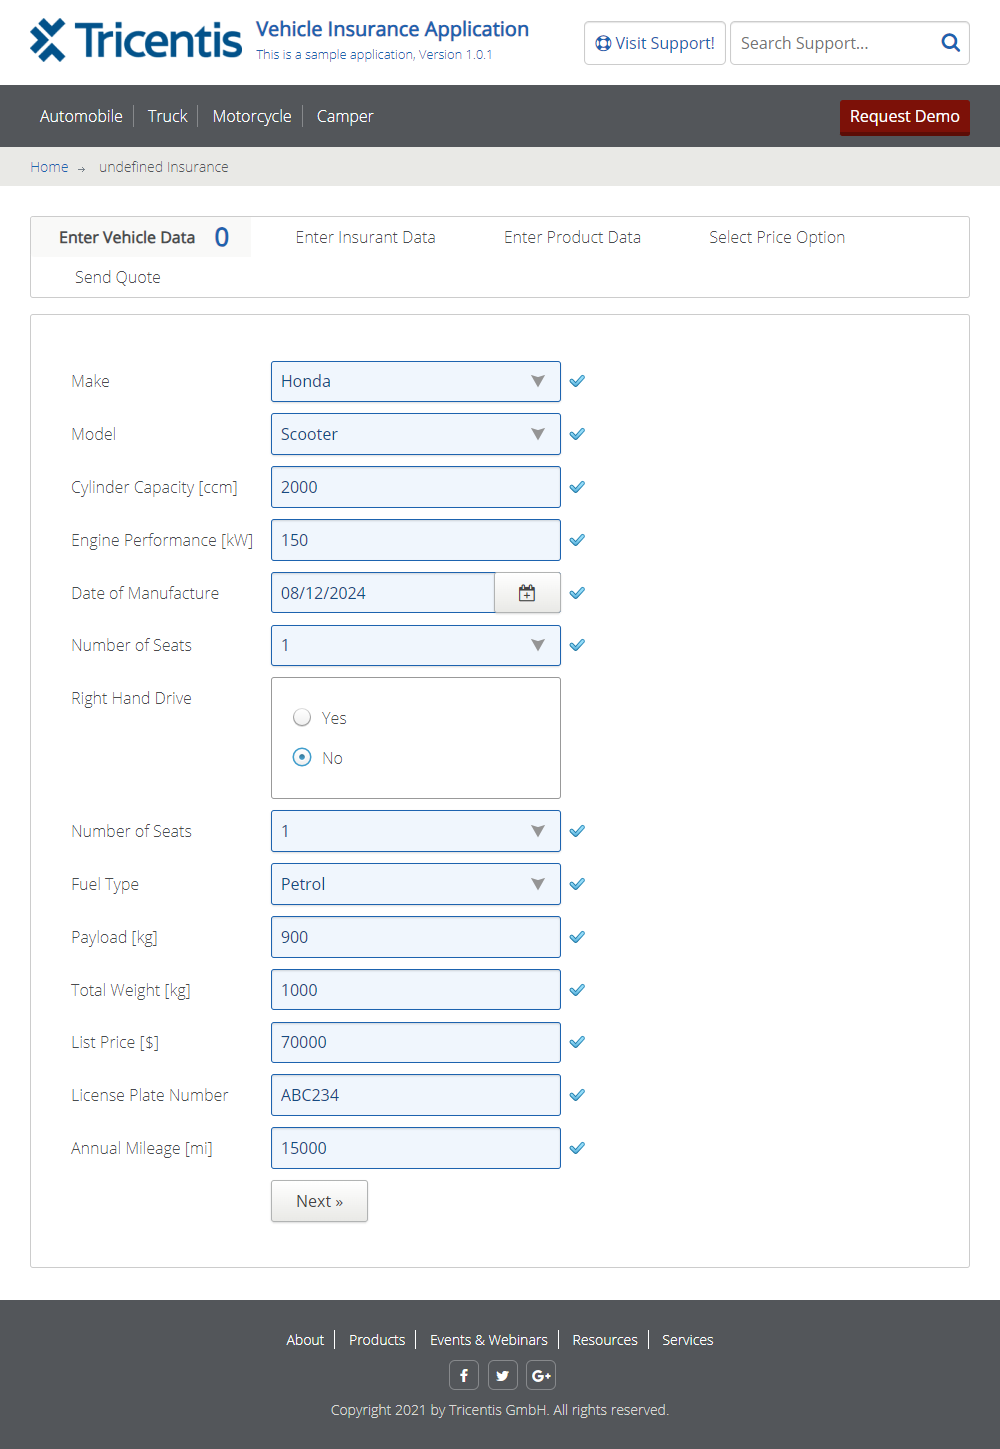 Tricentis
Vehicle Insurance Application
This is a sample application, Version 1.0.1
Visit Support!
Search Support...
Automobile
Truck
Motorcycle
Camper
Request Demo
Home → undefined Insurance
Enter Vehicle Data 0
Enter Insurant Data
Enter Product Data
Select Price Option
Send Quote
Make
Honda
Model
Scooter
Cylinder Capacity [ccm]
2000
Engine Performance [kW]
150
Date of Manufacture
08/12/2024
Number of Seats
1
Right Hand Drive
Yes
No
Number of Seats
1
Fuel Type
Petrol
Payload [kg]
900
Total Weight [kg]
1000
List Price [$]
70000
License Plate Number
ABC234
Annual Mileage [mi]
15000
Next »
About
Products
Events & Webinars
Resources
Services
f
G+
Copyright 2021 by Tricentis GmbH. All rights reserved.